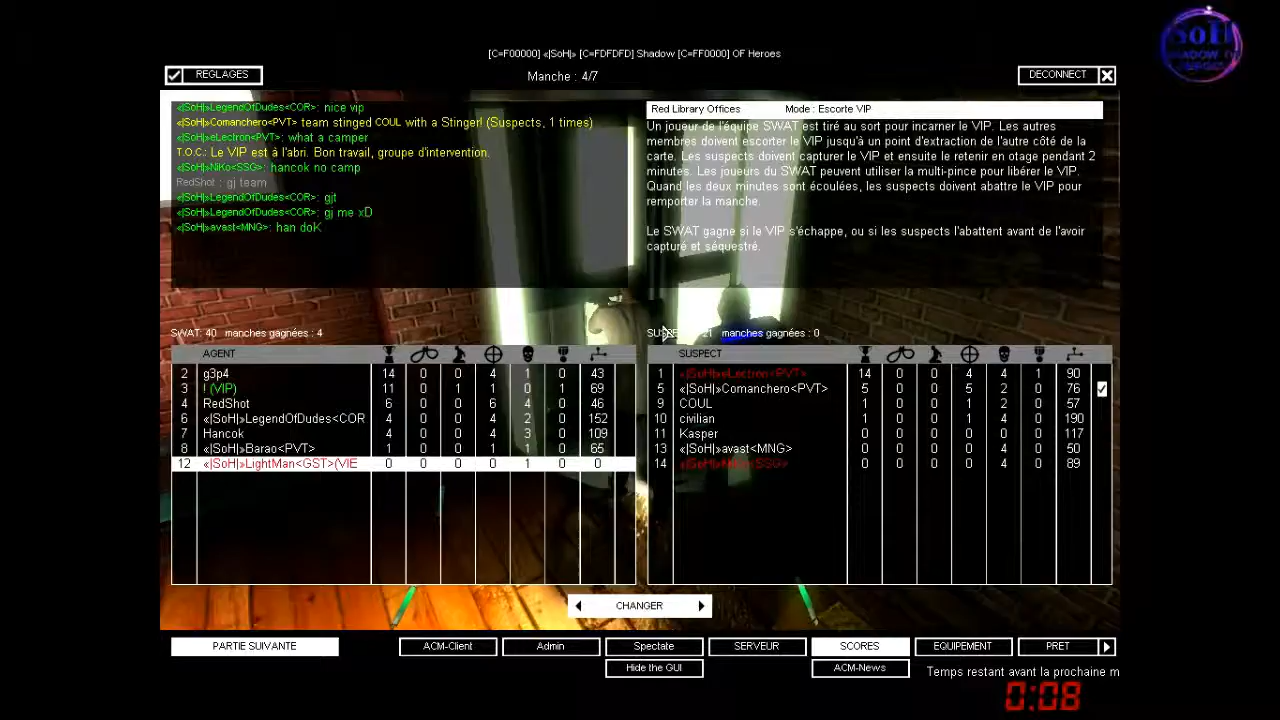 [C=F00000] «|SoH|» [C=FDFDFD] Shadow [C=FF0000] OF Heroes
SoH
REGLAGES
Manche : 4/7
DECONNECT
«|SoH|»LegendOfDudes<COR>: nice vip
«|SoH|»Comanchero<PVT> team stinged COUL with a Stinger! (Suspects, 1 times)
«|SoH|»eLectron<PVT>: what a camper
T.O.C.: Le VIP est à l'abri. Bon travail, groupe d'intervention.
«|SoH|»NiKo<SSG>: hancok no camp
RedShot : gj team
«|SoH|»LegendOfDudes<COR>: gjt
«|SoH|»LegendOfDudes<COR>: gj me xD
«|SoH|»avast<MNG>: han doK
Red Library Offices Mode : Escorte VIP
Un joueur de l'équipe SWAT est tiré au sort pour incarner le VIP. Les autres
membres doivent escorter le VIP jusqu'à un point d'extraction de l'autre côté de la
carte. Les suspects doivent capturer le VIP et ensuite le retenir en otage pendant 2
minutes. Les joueurs du SWAT peuvent utiliser la multi-pince pour libérer le VIP.
Quand les deux minutes sont écoulées, les suspects doivent abattre le VIP pour
remporter la manche.
Le SWAT gagne si le VIP s'échappe, ou si les suspects l'abattent avant de l'avoir
capturé et séquestré.
SWAT: 40 manches gagnées : 4
AGENT
2 g3p4 14 0 0 4 1 0 43
3 ! (VIP) 11 0 1 1 0 1 69
4 RedShot 6 0 0 6 4 0 46
6 «|SoH|»LegendOfDudes<COR 4 0 0 4 2 0 152
7 Hancok 4 0 0 4 3 0 109
8 «|SoH|»Barao<PVT> 1 0 0 1 1 0 65
12 «|SoH|»LightMan<GST>(VIE 0 0 0 0 1 0 0
21 manches gagnées : 0
SUSPECT
1 «|SoH|»eLectron<PVT> 14 0 0 4 4 1 90
5 «|SoH|»Comanchero<PVT> 5 0 0 5 2 0 76
9 COUL 1 0 0 1 2 0 57
10 civilian 1 0 0 1 4 0 190
11 Kasper 0 0 0 0 4 0 117
13 «|SoH|»avast<MNG> 0 0 0 0 4 0 50
14 «|SoH|»NiKo<SSG> 0 0 0 0 4 0 89
CHANGER
PARTIE SUIVANTE
ACM-Client
Admin
Spectate
SERVEUR
SCORES
EQUIPEMENT
PRET
Hide the GUI
ACM-News
Temps restant avant la prochaine m
0:08